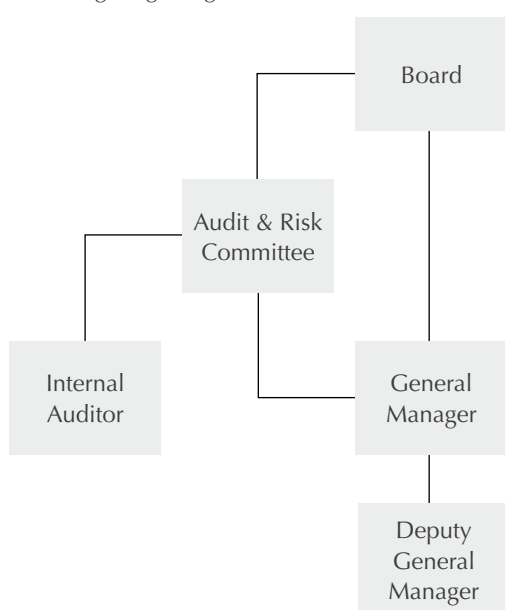 Board
Audit & Risk
Committee
Internal
Auditor
General
Manager
Deputy
General
Manager